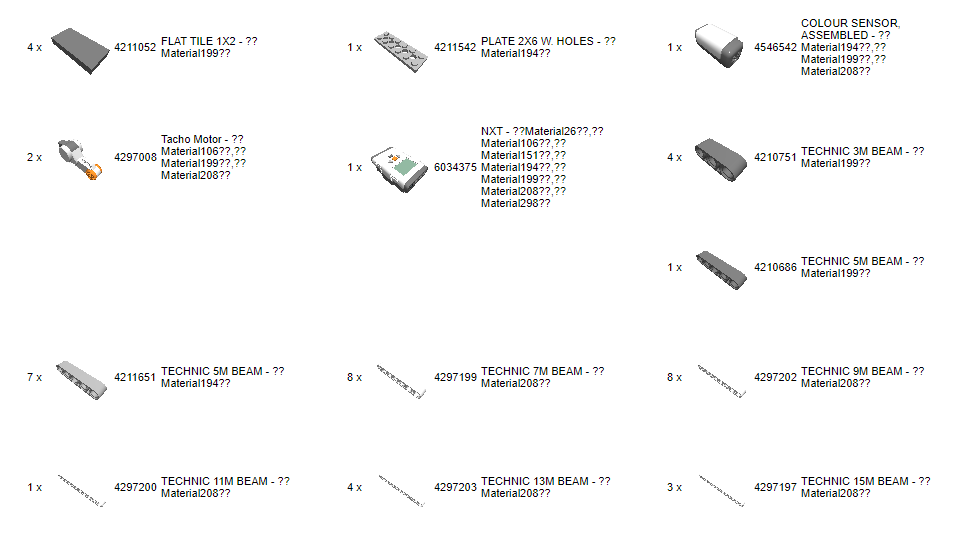 4 x 4211052 FLAT TILE 1X2 - ??
Material199??
1 x 4211542 PLATE 2X6 W. HOLES - ??
Material194??
1 x 4546542 COLOUR SENSOR,
ASSEMBLED - ??
Material194??,??
Material199??,??
Material208??
2 x 4297008 Tacho Motor - ??
Material106??,??
Material199??,??
Material208??
1 x 6034375 NXT - ??Material26??,??
Material106??,??
Material151??,??
Material194??,??
Material199??,??
Material208??,??
Material298??
4 x 4210751 TECHNIC 3M BEAM - ??
Material199??
1 x 4210686 TECHNIC 5M BEAM - ??
Material199??
7 x 4211651 TECHNIC 5M BEAM - ??
Material194??
8 x 4297199 TECHNIC 7M BEAM - ??
Material208??
8 x 4297202 TECHNIC 9M BEAM - ??
Material208??
1 x 4297200 TECHNIC 11M BEAM - ??
Material208??
4 x 4297203 TECHNIC 13M BEAM - ??
Material208??
3 x 4297197 TECHNIC 15M BEAM - ??
Material208??